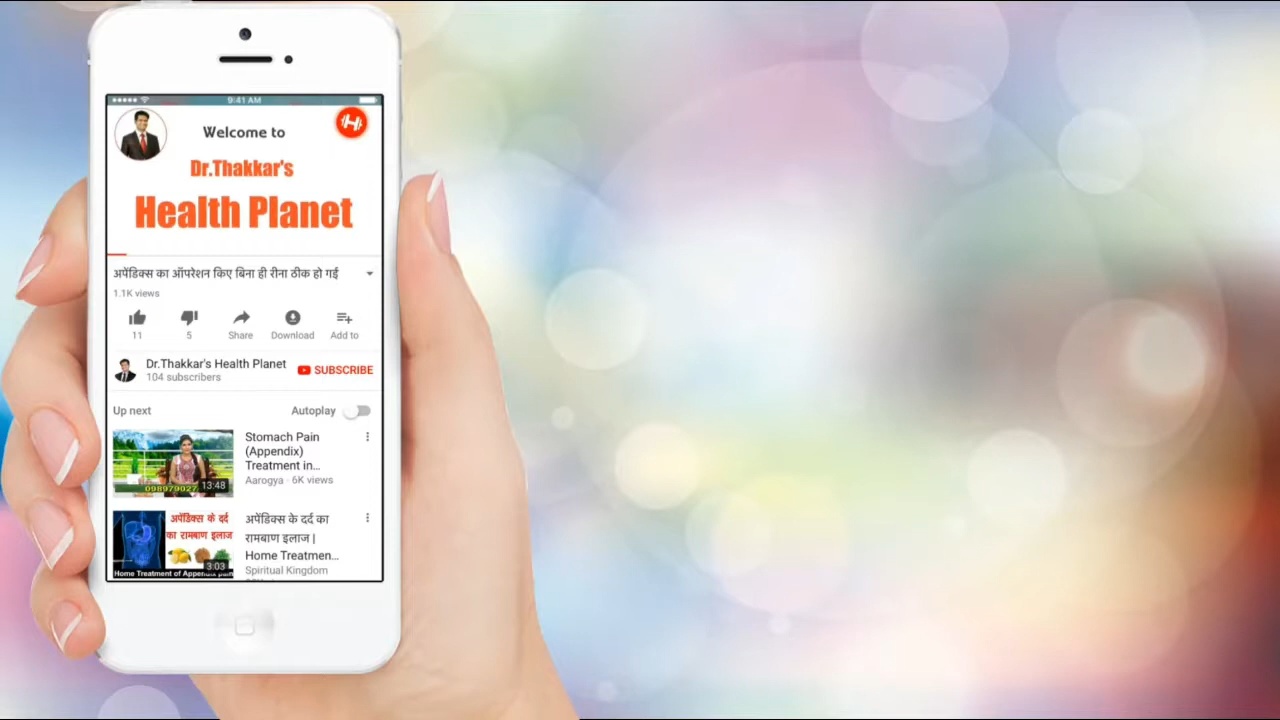 9:41 AM
Welcome to
Dr.Thakkar's
Health Planet
अपेंडिक्स का ऑपरेशन किए बिना ही रीना ठीक हो गई
1.1K views
11
5
Share
Download
Add to
Dr.Thakkar's Health Planet
104 subscribers
SUBSCRIBE
Up next
Autoplay
Stomach Pain
(Appendix)
Treatment in...
Aarogya · 6K views
13:48
098979027
अपेंडिक्स के दर्द
का रामबाण इलाज
3:03
Home Treatment of Appendix pain
अपेंडिक्स के दर्द का
रामबाण इलाज |
Home Treatmen...
Spiritual Kingdom